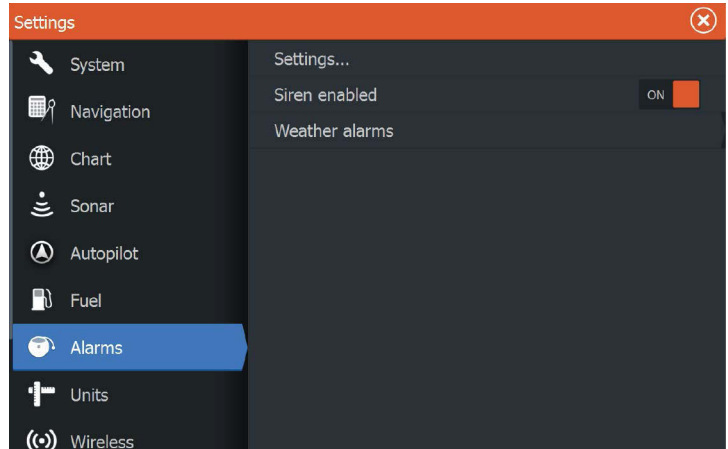 Settings
System
Navigation
Chart
Sonar
Autopilot
Fuel
Alarms
Units
Wireless
Settings...
Siren enabled ON
Weather alarms